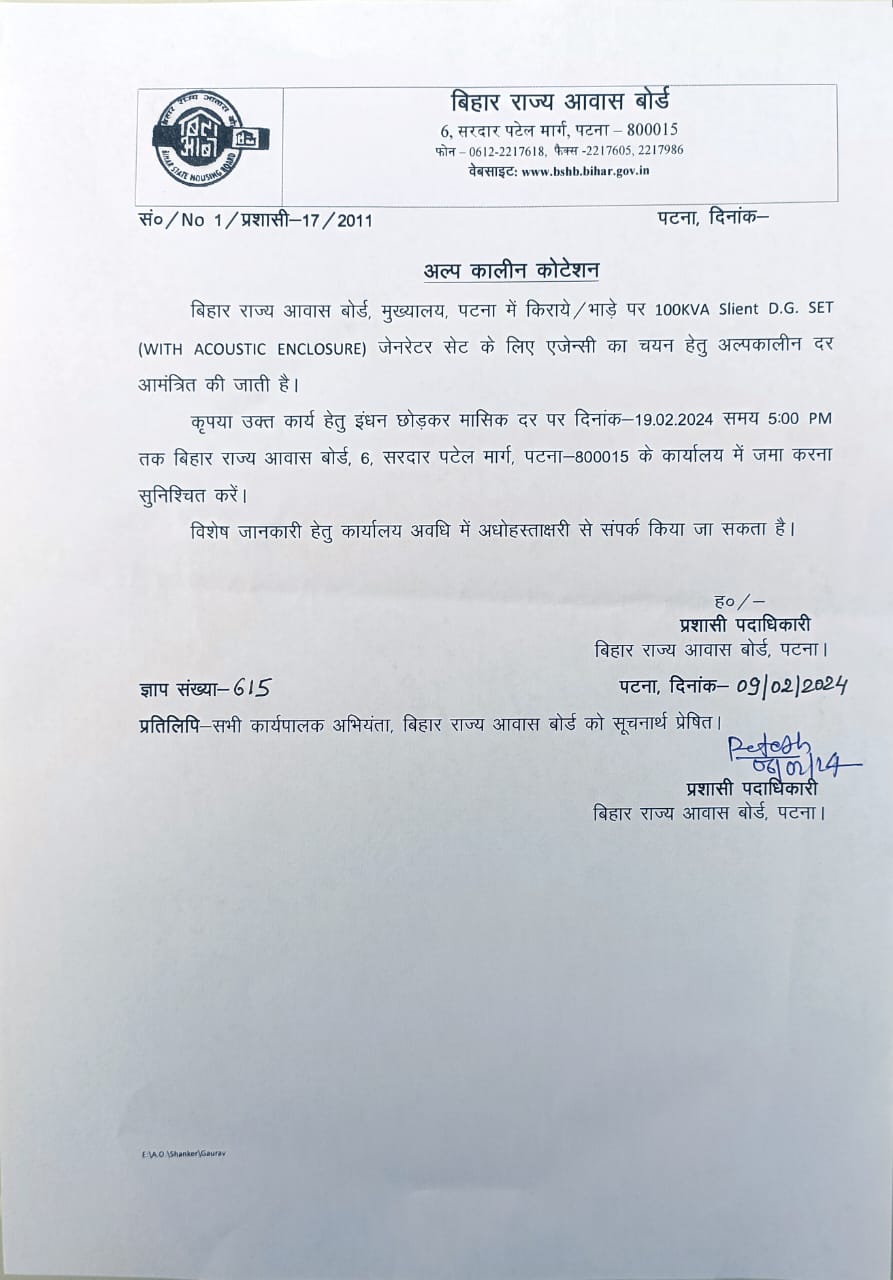 बिहार राज्य आवास बोर्ड
6, सरदार पटेल मार्ग, पटना – 800015
फोन – 0612-2217618, फैक्स -2217605, 2217986
वेबसाइट: www.bshb.bihar.gov.in
बिहार राज्य आवास बोर्ड
बिरा
आबो
BIHAR STATE HOUSING BOARD
सं०/No 1/प्रशासी–17/2011 पटना, दिनांक–
अल्प कालीन कोटेशन
बिहार राज्य आवास बोर्ड, मुख्यालय, पटना में किराये/भाड़े पर 100KVA Slient D.G. SET
(WITH ACOUSTIC ENCLOSURE) जेनरेटर सेट के लिए एजेन्सी का चयन हेतु अल्पकालीन दर
आमंत्रित की जाती है।
कृपया उक्त कार्य हेतु इंधन छोड़कर मासिक दर पर दिनांक–19.02.2024 समय 5:00 PM
तक बिहार राज्य आवास बोर्ड, 6, सरदार पटेल मार्ग, पटना–800015 के कार्यालय में जमा करना
सुनिश्चित करें।
विशेष जानकारी हेतु कार्यालय अवधि में अधोहस्ताक्षरी से संपर्क किया जा सकता है।
ह०/–
प्रशासी पदाधिकारी
बिहार राज्य आवास बोर्ड, पटना।
ज्ञाप संख्या–615 पटना, दिनांक– 09/02/2024
प्रतिलिपि–सभी कार्यपालक अभियंता, बिहार राज्य आवास बोर्ड को सूचनार्थ प्रेषित।
प्रशासी पदाधिकारी
बिहार राज्य आवास बोर्ड, पटना।
E:\A.O.\Shanker\Gaurav